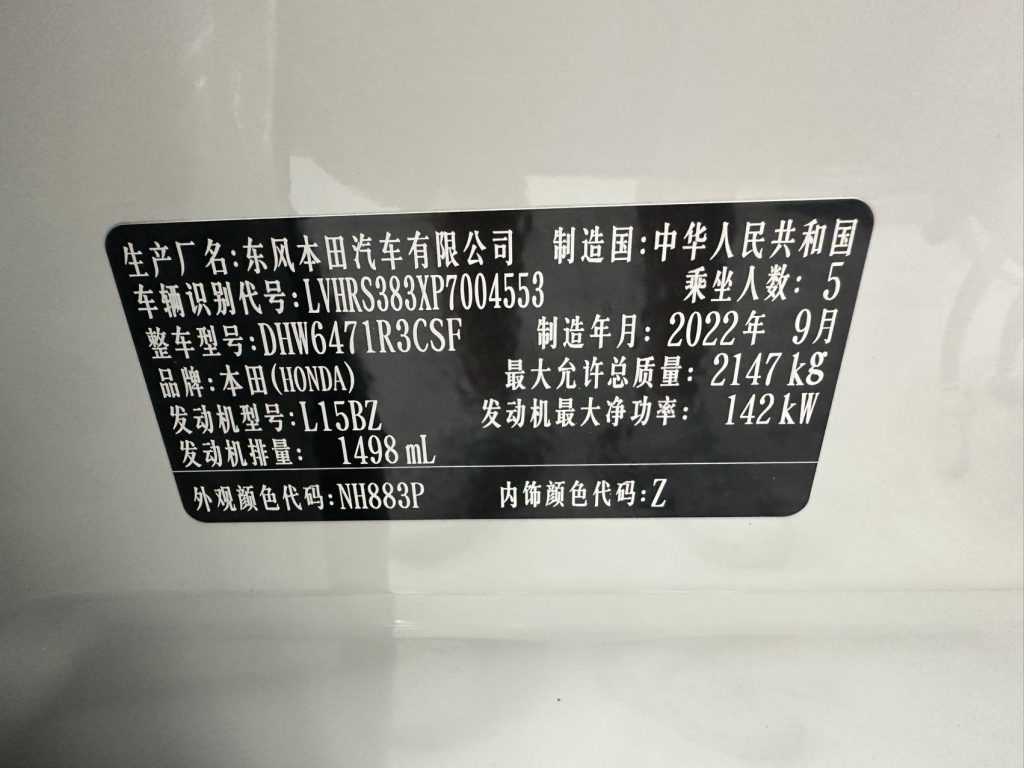 生产厂名:东风本田汽车有限公司 制造国:中华人民共和国
车辆识别代号:LVHRS383XP7004553 乘坐人数: 5
整车型号:DHW6471R3CSF 制造年月: 2022年 9月
品牌:本田(HONDA) 最大允许总质量: 2147 kg
发动机型号:L15BZ 发动机最大净功率: 142 kW
发动机排量: 1498 mL
外观颜色代码:NH883P 内饰颜色代码:Z